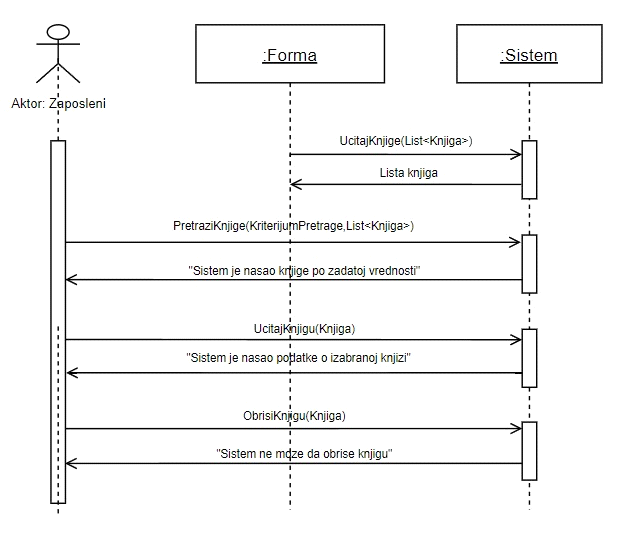 :Forma
:Sistem
Aktor: Zaposleni
UcitajKnjige(List<Knjiga>)
Lista knjiga
PretraziKnjige(KriterijumPretrage,List<Knjiga>)
"Sistem je nasao knjige po zadatoj vrednosti"
UcitajKnjigu(Knjiga)
"Sistem je nasao podatke o izabranoj knjizi"
ObrisiKnjigu(Knjiga)
"Sistem ne moze da obrise knjigu"